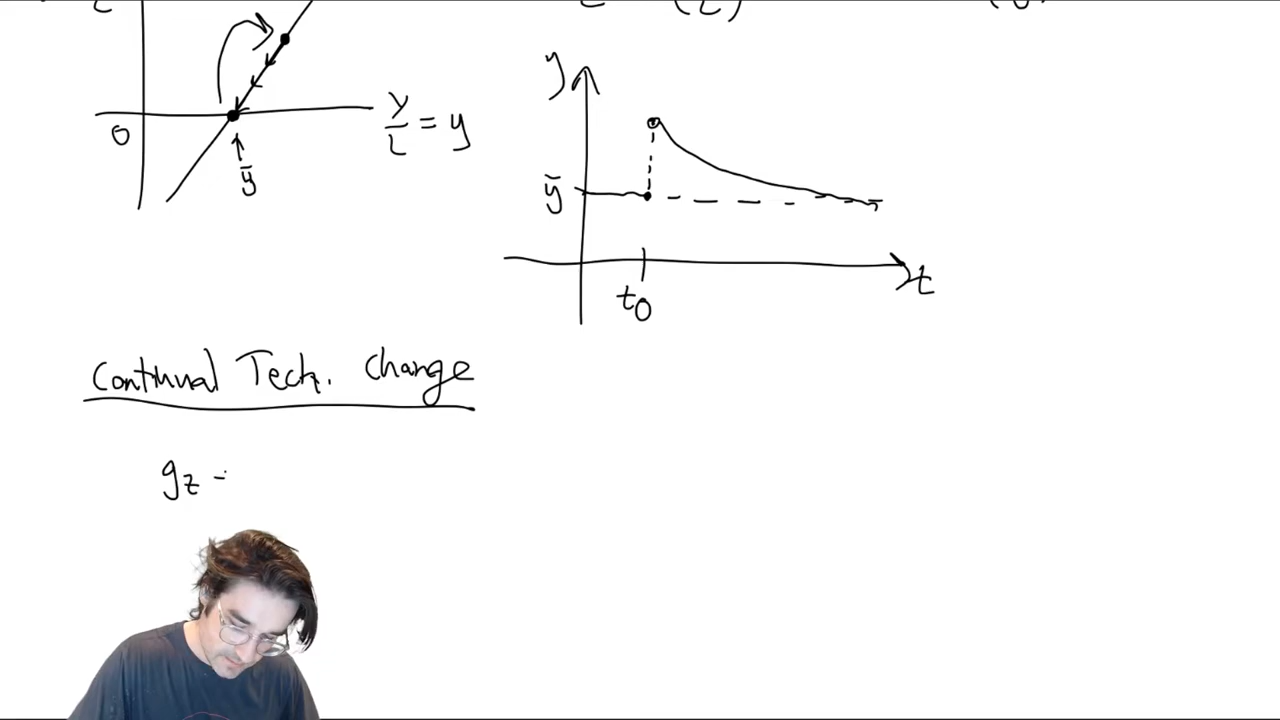 0
Y/L = y
ȳ
y
ȳ
t₀
t
Continual Tech. Change
g_z =